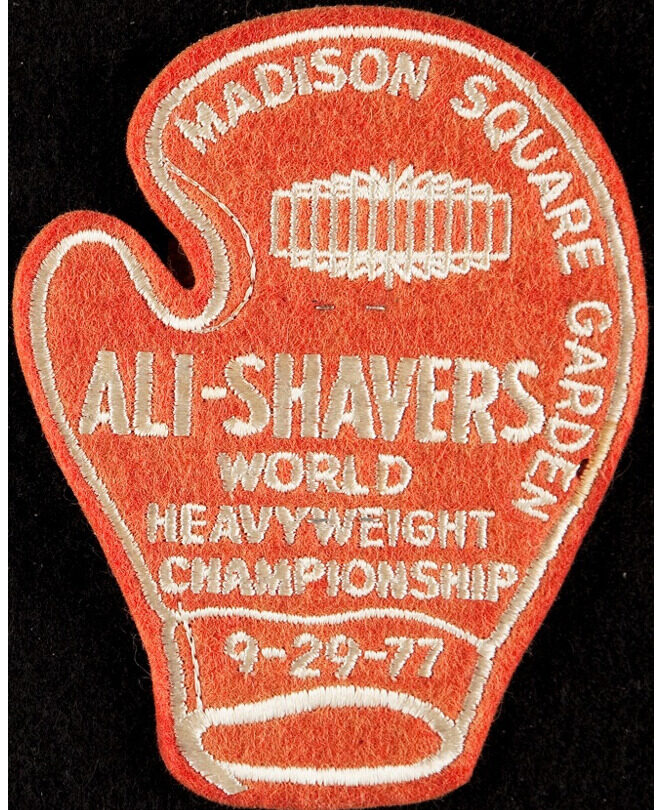 MADISON SQUARE GARDEN
ALI-SHAVERS
WORLD
HEAVYWEIGHT
CHAMPIONSHIP
9-29-77